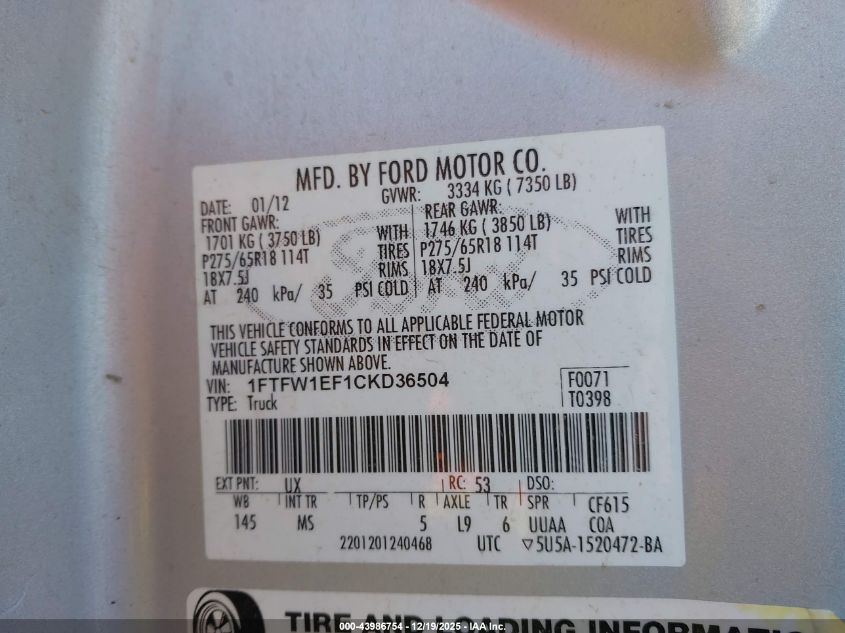 MFD. BY FORD MOTOR CO.
DATE: 01/12 GVWR: 3334 KG ( 7350 LB)
FRONT GAWR: REAR GAWR:
1701 KG ( 3750 LB) WITH 1746 KG ( 3850 LB) WITH
P275/65R18 114T TIRES P275/65R18 114T TIRES
18X7.5J RIMS 18X7.5J RIMS
AT 240 kPa/ 35 PSI COLD AT 240 kPa/ 35 PSI COLD
THIS VEHICLE CONFORMS TO ALL APPLICABLE FEDERAL MOTOR
VEHICLE SAFETY STANDARDS IN EFFECT ON THE DATE OF
MANUFACTURE SHOWN ABOVE.
VIN: 1FTFW1EF1CKD36504 F0071
TYPE: Truck T0398
EXT PNT: UX RC: 53 DSO:
WB INT TR TP/PS R AXLE TR SPR CF615
145 MS 5 L9 6 UUAA COA
2201201240468 UTC ▽5U5A-1520472-BA
TIRE AND LOADING INFORMATION
000-43986754 - 12/19/2025 - IAA Inc.